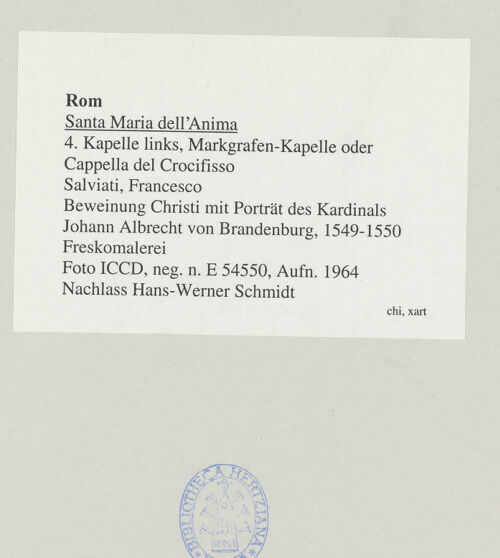 Rom
Santa Maria dell'Anima
4. Kapelle links, Markgrafen-Kapelle oder
Cappella del Crocifisso
Salviati, Francesco
Beweinung Christi mit Porträt des Kardinals
Johann Albrecht von Brandenburg, 1549-1550
Freskomalerei
Foto ICCD, neg. n. E 54550, Aufn. 1964
Nachlass Hans-Werner Schmidt
chi, xart
BIBLIOTHECA HERTZIANA
ROMA